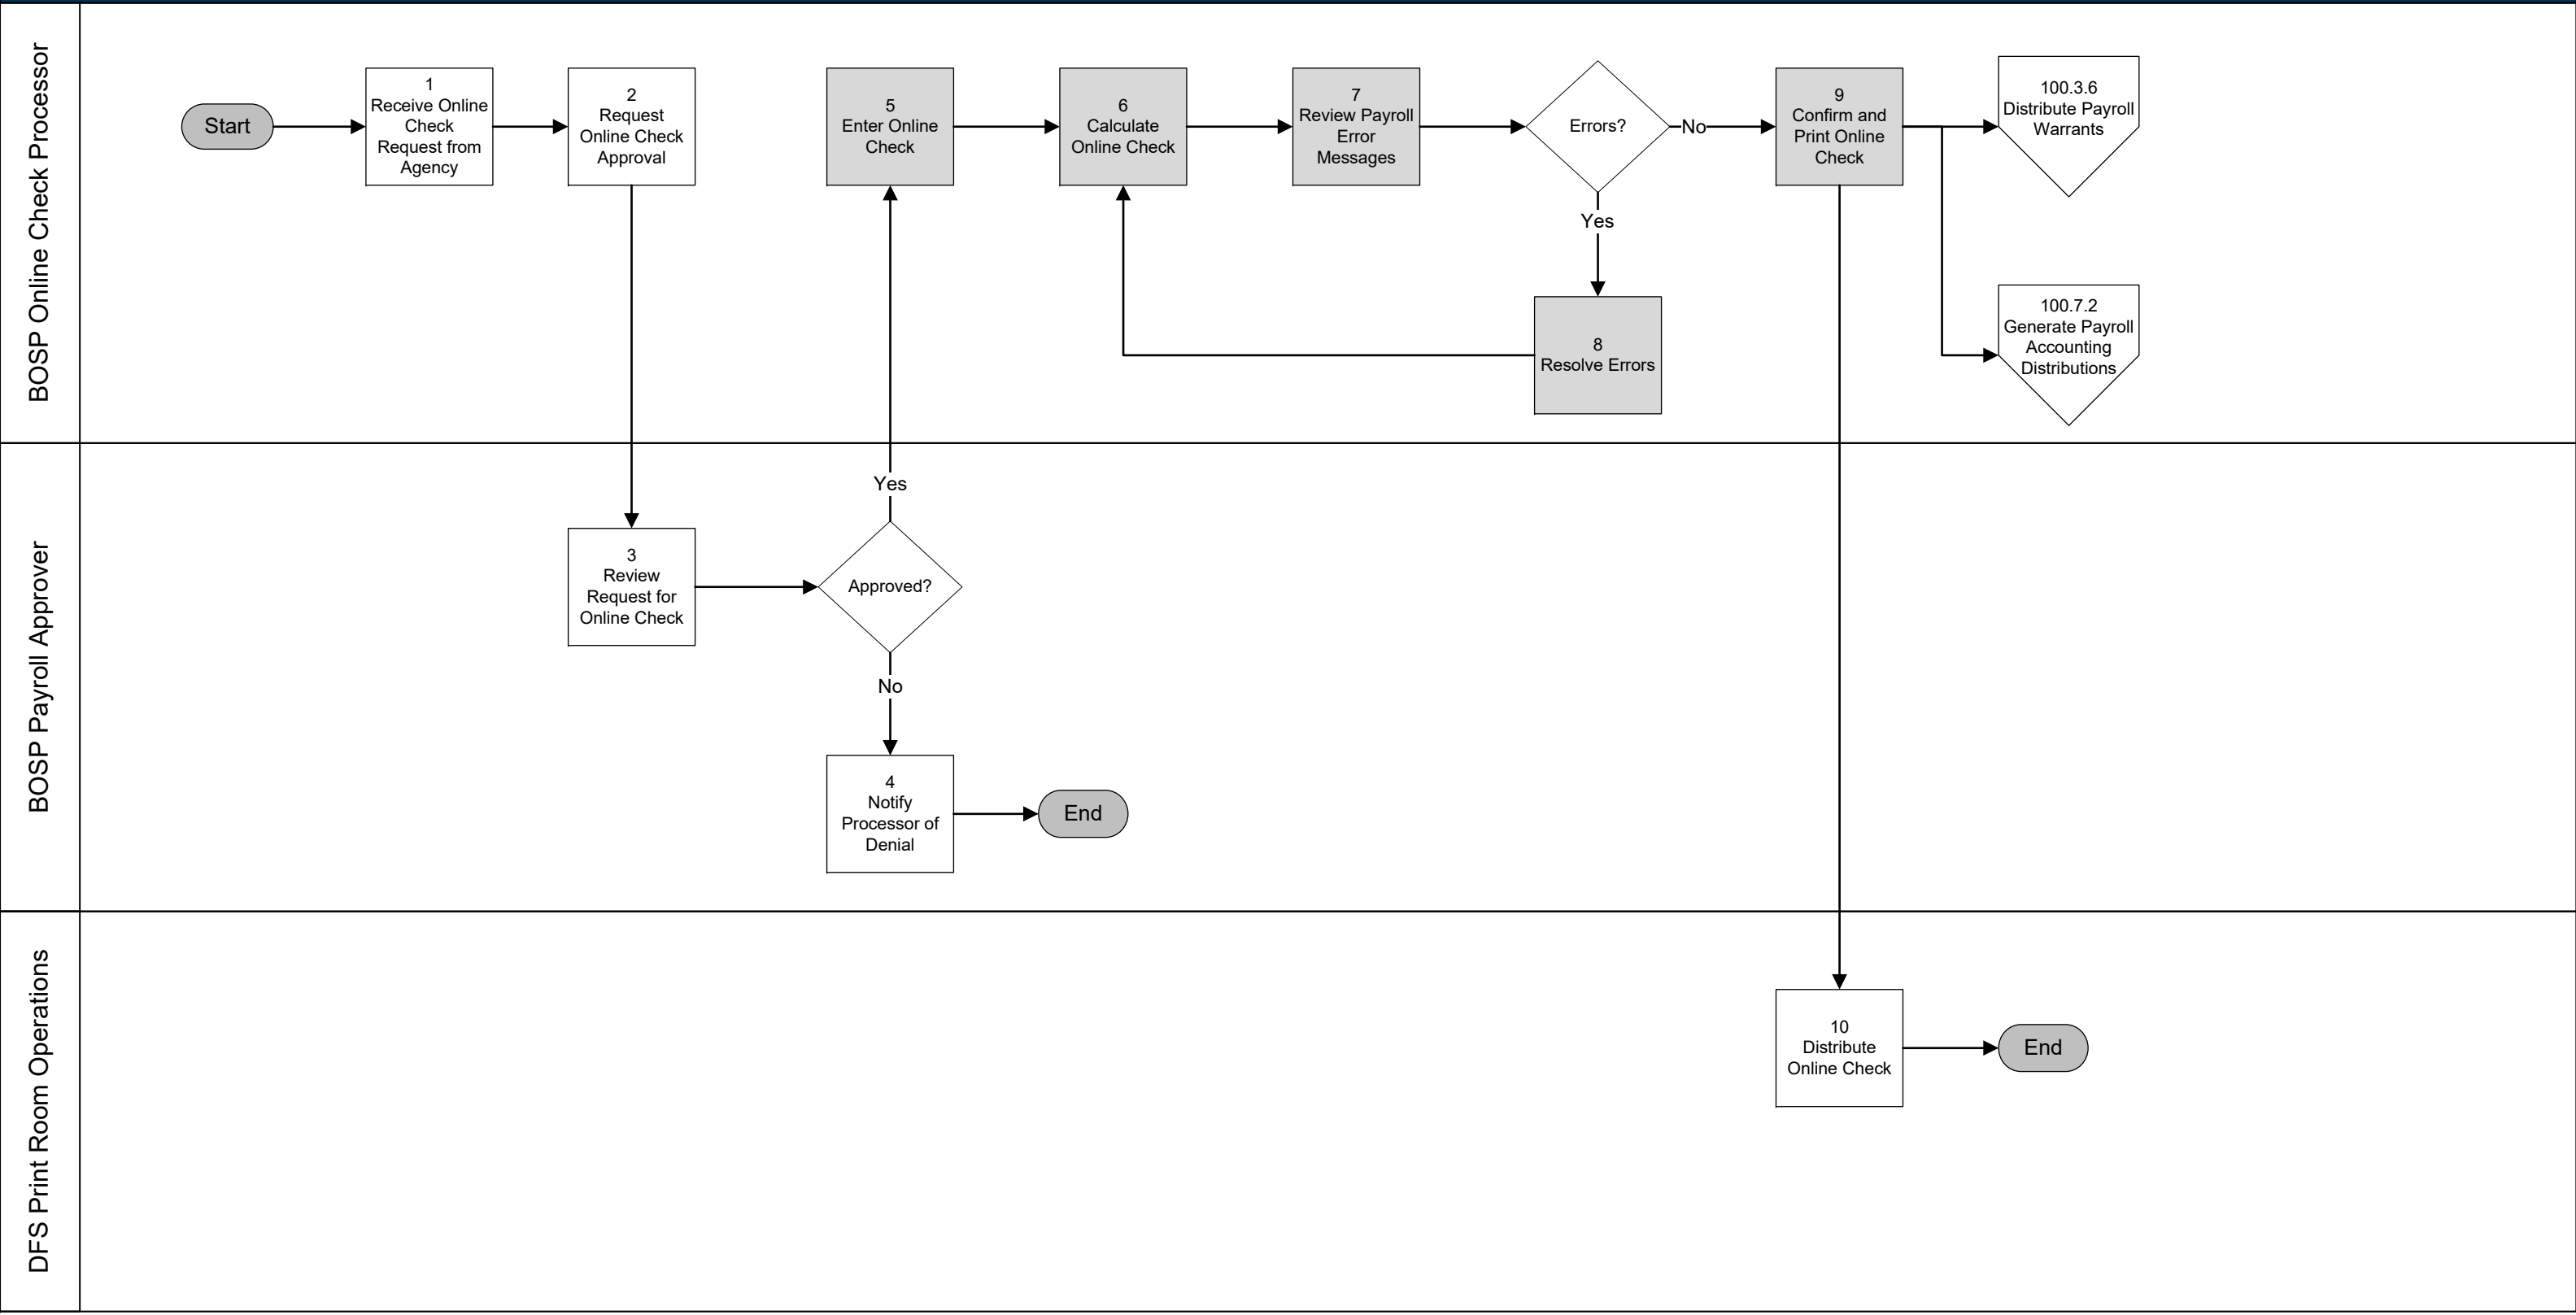 BOSP Online Check Processor
Start
1
Receive Online
Check
Request from
Agency
2
Request
Online Check
Approval
5
Enter Online
Check
6
Calculate
Online Check
7
Review Payroll
Error
Messages
Errors?
No
Yes
8
Resolve Errors
9
Confirm and
Print Online
Check
100.3.6
Distribute Payroll
Warrants
100.7.2
Generate Payroll
Accounting
Distributions
BOSP Payroll Approver
3
Review
Request for
Online Check
Approved?
Yes
No
4
Notify
Processor of
Denial
End
DFS Print Room Operations
10
Distribute
Online Check
End